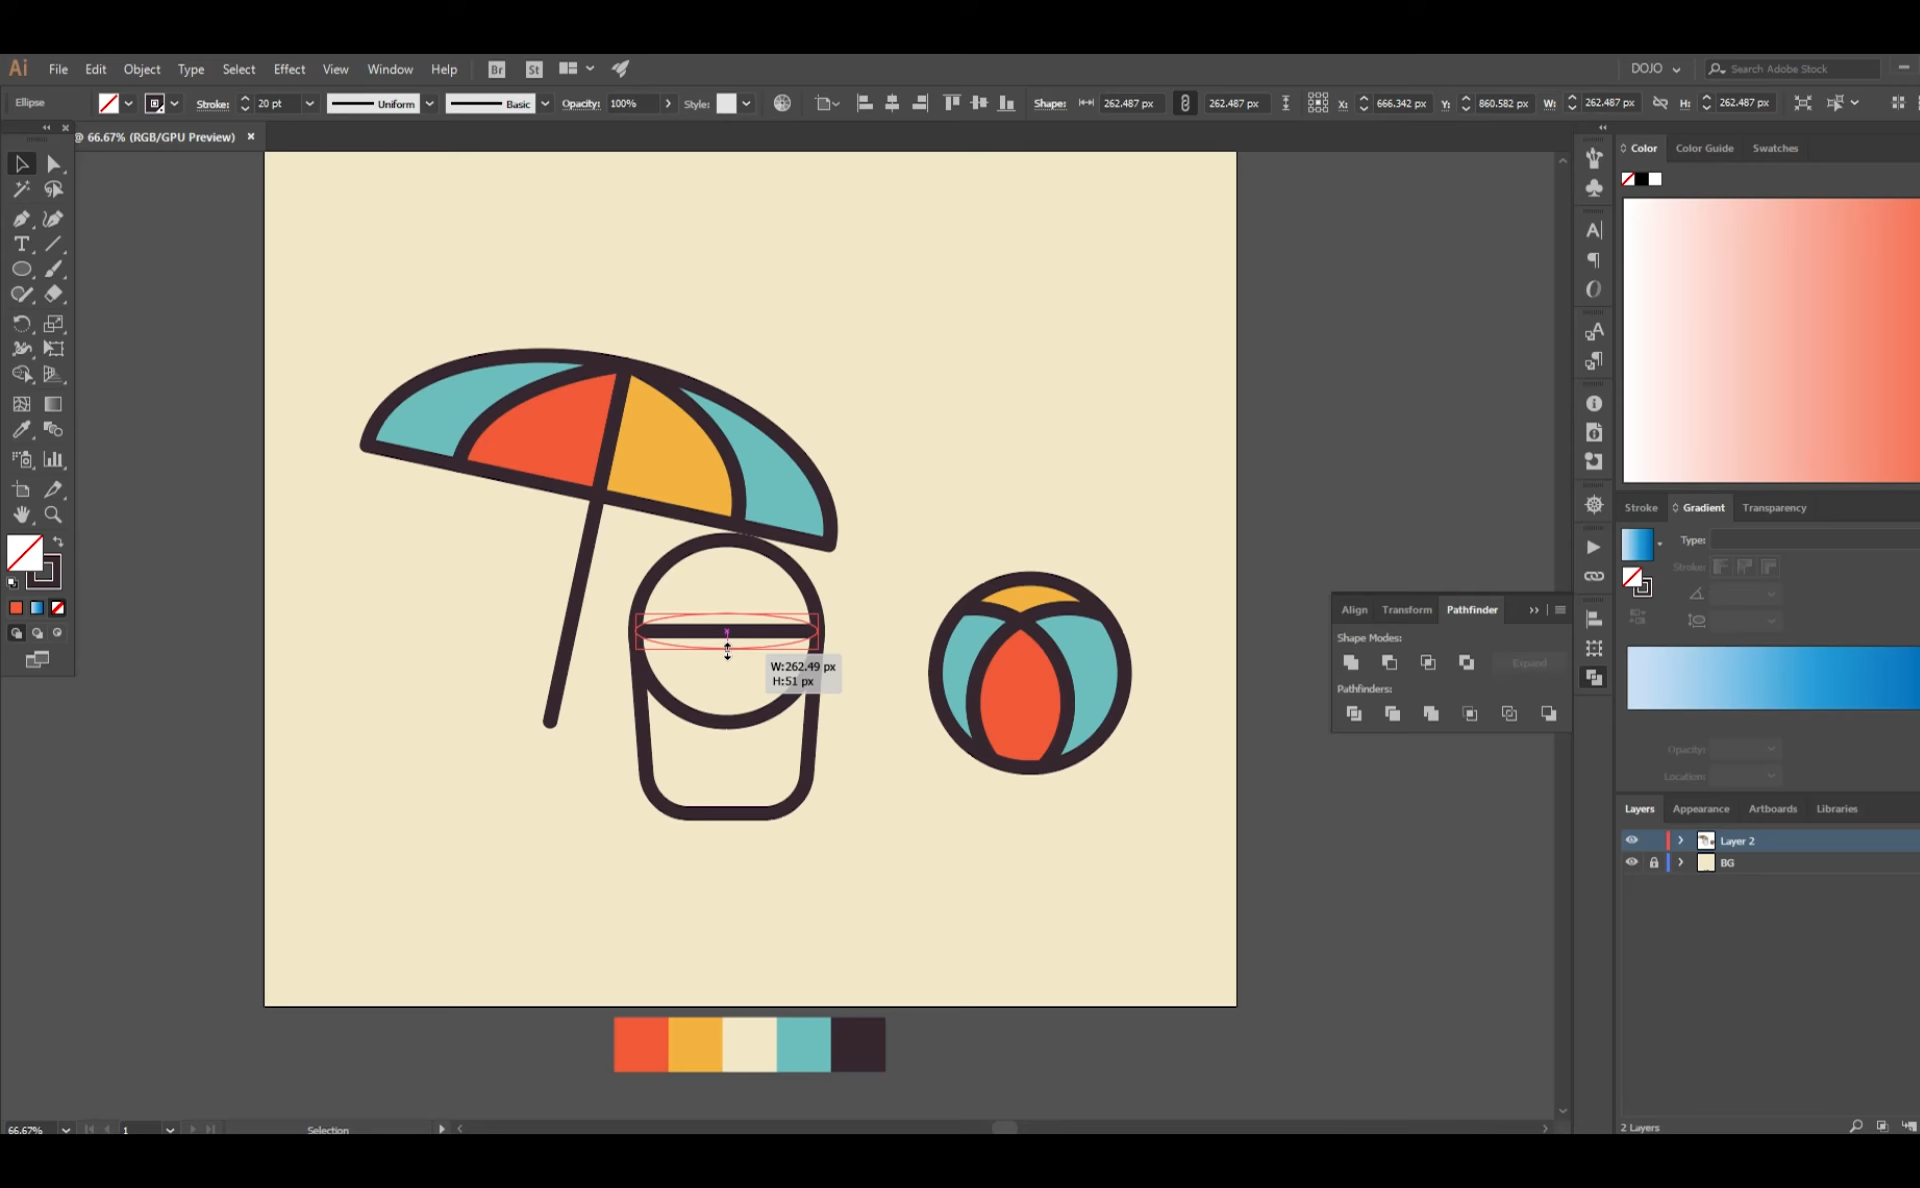 Ai File Edit Object Type Select Effect View Window Help Br St DOJO Search Adobe Stock
Ellipse Stroke: 20 pt Uniform Basic Opacity: 100% Style: Shape: 262.487 px 262.487 px X: 666.342 px Y: 860.582 px W: 262.487 px H: 262.487 px
@ 66.67% (RGB/GPU Preview) ×
Color Color Guide Swatches
Stroke Gradient Transparency
Type:
Stroke:
Align Transform Pathfinder
Shape Modes:
Expand
Pathfinders:
W:262.49 px
H:51 px
Opacity:
Location:
Layers Appearance Artboards Libraries
Layer 2
BG
66.67% 1 Selection
2 Layers